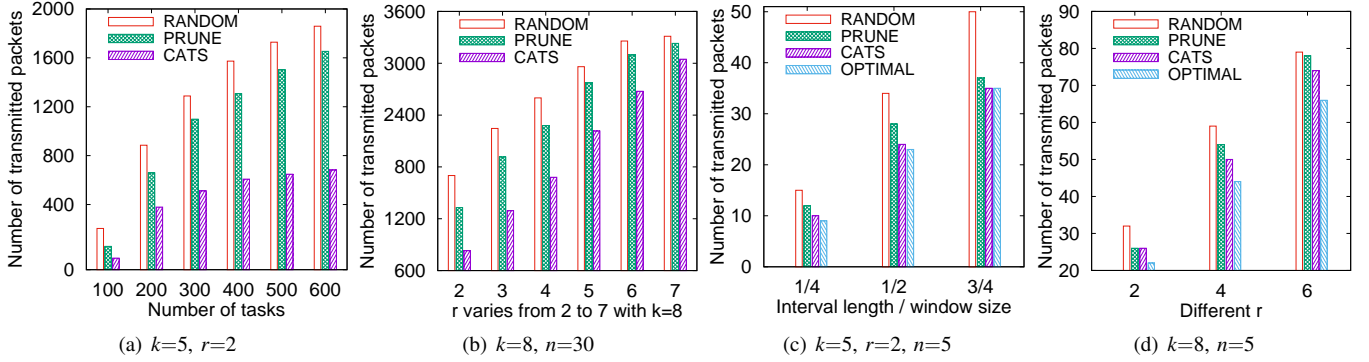 Number of transmitted packets
2000
1600
1200
800
400
0
RANDOM
PRUNE
CATS
100 200 300 400 500 600
Number of tasks
(a) k=5, r=2
Number of transmitted packets
3600
3000
2400
800
1200
600
RANDOM
PRUNE
CATS
2 3 4 5 6 7
r varies from 2 to 7 with k=8
(b) k=8, n=30
Number of transmitted packets
50
40
30
20
10
0
RANDOM
PRUNE
CATS
OPTIMAL
1/4 1/2 3/4
Interval length / window size
(c) k=5, r=2, n=5
Number of transmitted packets
90
80
70
60
50
40
30
20
RANDOM
PRUNE
CATS
OPTIMAL
2 4 6
Different r
(d) k=8, n=5